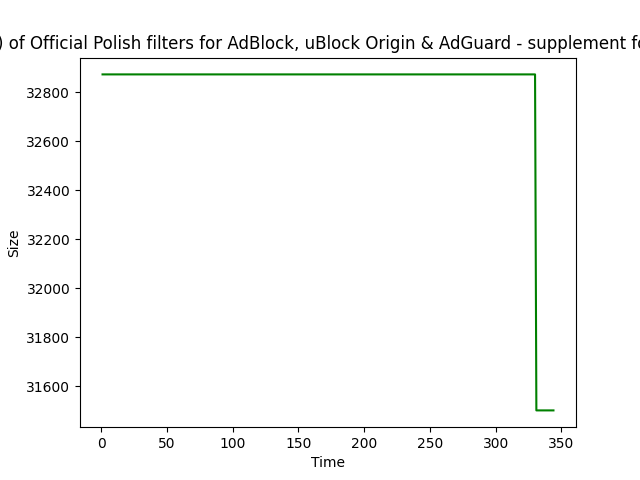 ) of Official Polish filters for AdBlock, uBlock Origin & AdGuard - supplement fo
32800
32600
32400
32200
32000
31800
31600
Size
0 50 100 150 200 250 300 350
Time